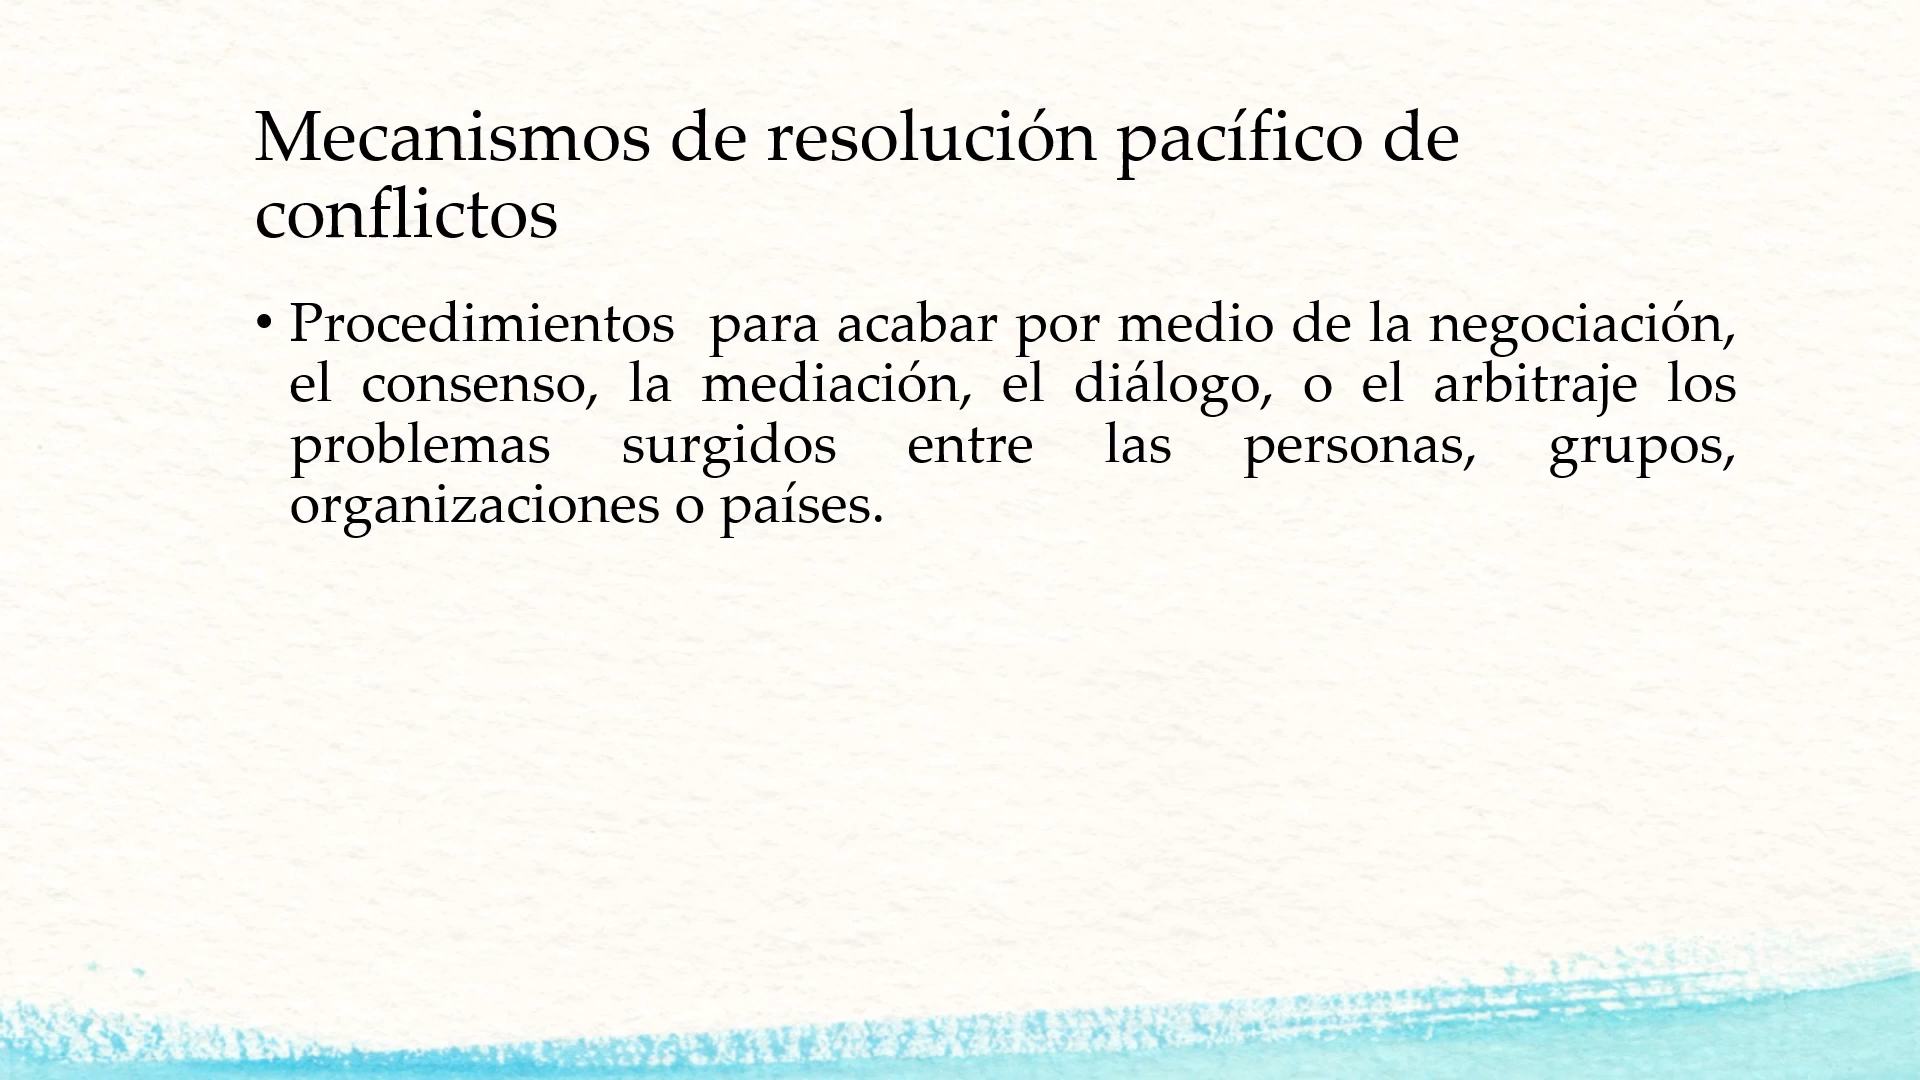 Mecanismos de resolución pacífico de
conflictos
• Procedimientos  para acabar por medio de la negociación,
el consenso, la mediación, el diálogo, o el arbitraje los
problemas surgidos entre las personas, grupos,
organizaciones o países.